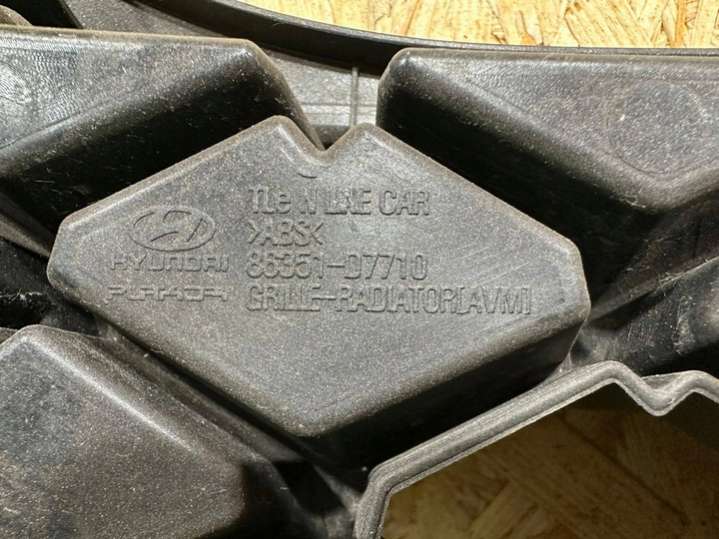 TLe N LINE CAR
>ABS<
86351-D7710
GRILLE-RADIATOR[AVM]
HYUNDAI